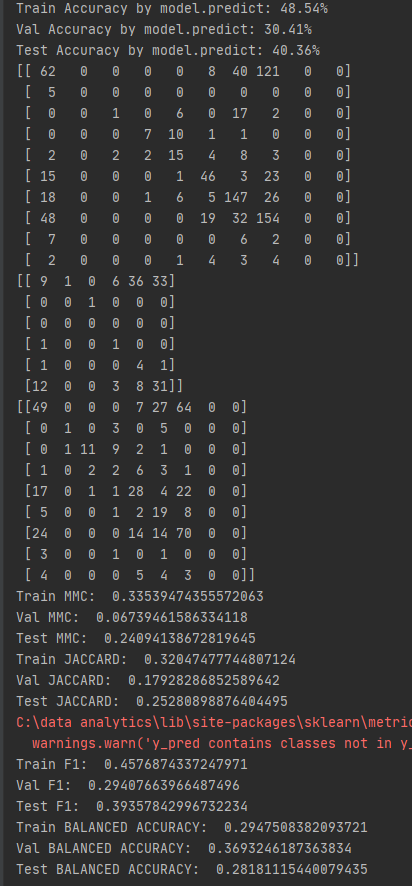 Train Accuracy by model.predict: 48.54%
Val Accuracy by model.predict: 30.41%
Test Accuracy by model.predict: 40.36%
[[ 62   0   0   0   0   8  40 121   0   0]
 [  5   0   0   0   0   0   0   0   0   0]
 [  0   0   1   0   6   0  17   2   0   0]
 [  0   0   0   7  10   1   1   0   0   0]
 [  2   0   2   2  15   4   8   3   0   0]
 [ 15   0   0   0   1  46   3  23   0   0]
 [ 18   0   0   1   6   5 147  26   0   0]
 [ 48   0   0   0   0  19  32 154   0   0]
 [  7   0   0   0   0   0   6   2   0   0]
 [  2   0   0   0   1   4   3   4   0   0]]
[[ 9  1  0  6 36 33]
 [ 0  0  1  0  0  0]
 [ 0  0  0  0  0  0]
 [ 1  0  0  1  0  0]
 [ 1  0  0  0  4  1]
 [12  0  0  3  8 31]]
[[49  0  0  0  7 27 64  0  0]
 [ 0  1  0  3  0  5  0  0  0]
 [ 0  1 11  9  2  1  0  0  0]
 [ 1  0  2  2  6  3  1  0  0]
 [17  0  1  1 28  4 22  0  0]
 [ 5  0  0  1  2 19  8  0  0]
 [24  0  0  0 14 14 70  0  0]
 [ 3  0  0  1  0  1  0  0  0]
 [ 4  0  0  0  5  4  3  0  0]]
Train MMC:  0.33539474355572063
Val MMC:  0.06739461586334118
Test MMC:  0.24094138672819645
Train JACCARD:  0.32047477744807124
Val JACCARD:  0.17928286852589642
Test JACCARD:  0.25280898876404495
C:\data analytics\lib\site-packages\sklearn\metric
  warnings.warn('y_pred contains classes not in y_
Train F1:  0.4576874337247971
Val F1:  0.29407663966487496
Test F1:  0.39357842996732234
Train BALANCED ACCURACY:  0.2947508382093721
Val BALANCED ACCURACY:  0.3693246187363834
Test BALANCED ACCURACY:  0.28181115440079435